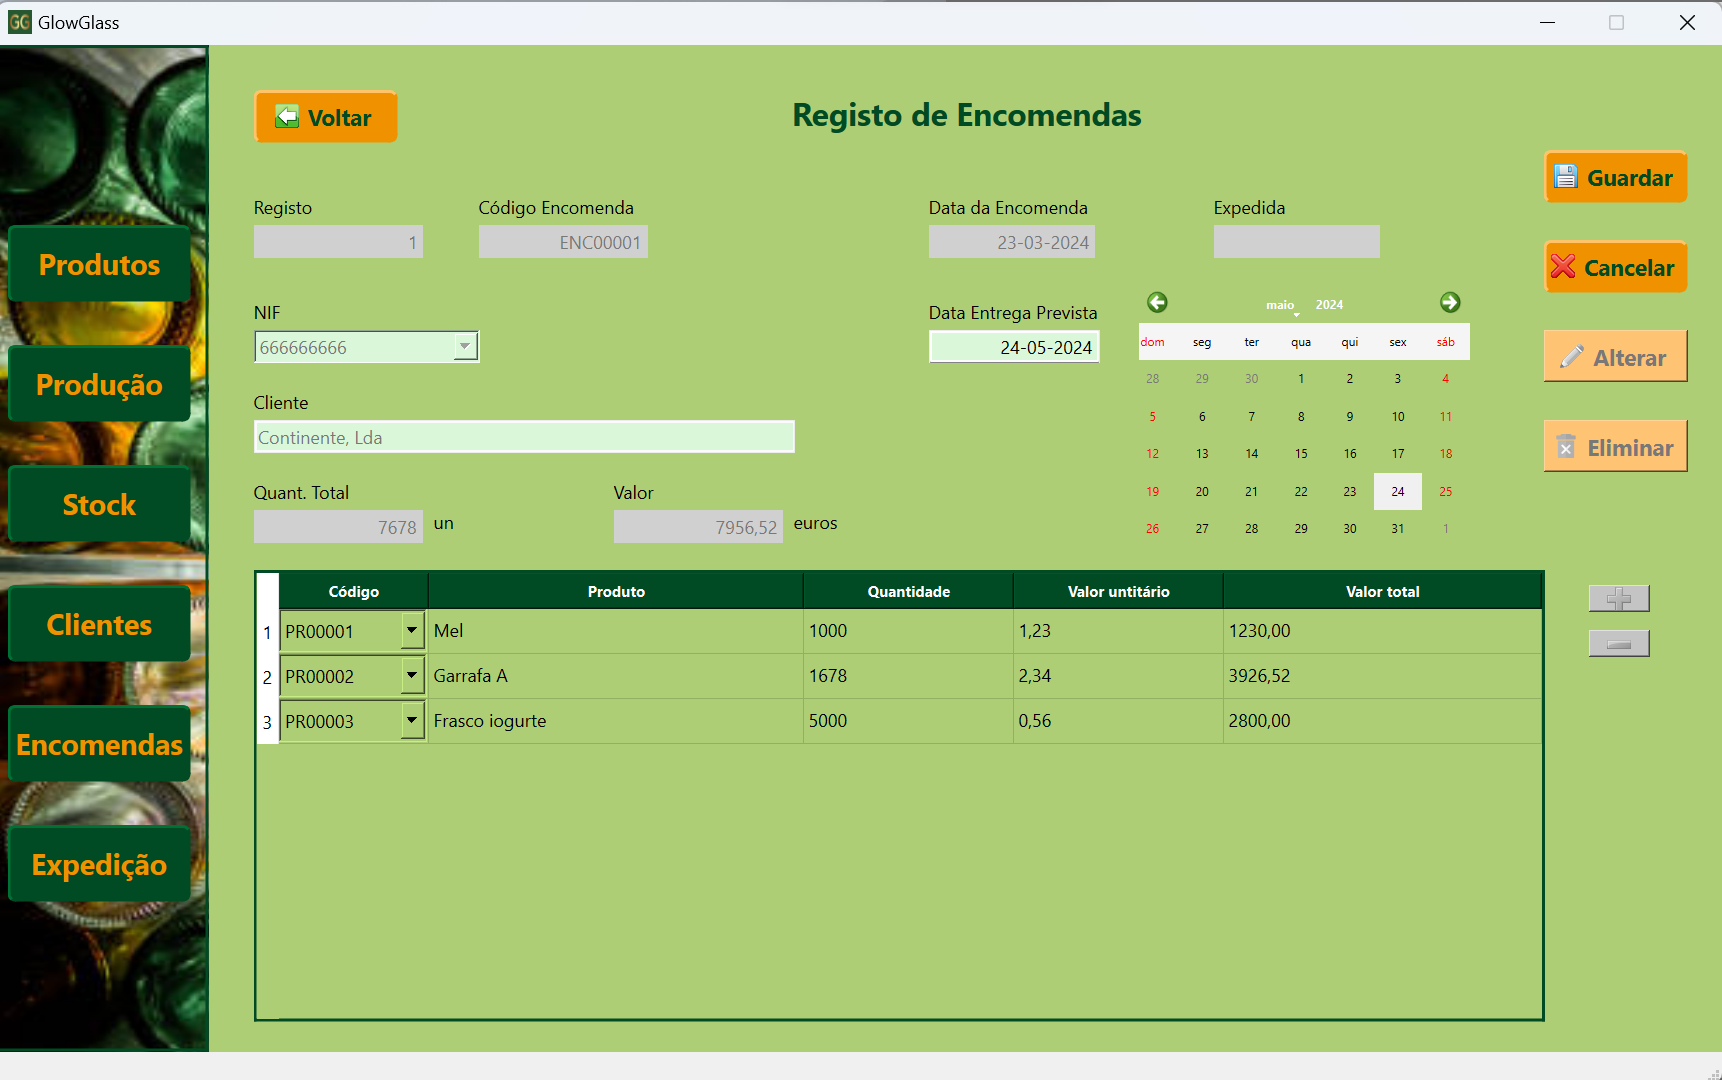 GG GlowGlass
Voltar
Registo de Encomendas
Guardar
Cancelar
Alterar
Eliminar
Produtos
Produção
Stock
Clientes
Encomendas
Expedição
Registo
Código Encomenda
Data da Encomenda
Expedida
1
ENC00001
23-03-2024
NIF
666666666
Data Entrega Prevista
24-05-2024
maio 2024
dom seg ter qua qui sex sáb
28 29 30 1 2 3 4
5 6 7 8 9 10 11
12 13 14 15 16 17 18
19 20 21 22 23 24 25
26 27 28 29 30 31 1
Cliente
Continente, Lda
Quant. Total
Valor
7678 un
7956,52 euros
Código Produto Quantidade Valor untitário Valor total
1 PR00001 Mel 1000 1,23 1230,00
2 PR00002 Garrafa A 1678 2,34 3926,52
3 PR00003 Frasco iogurte 5000 0,56 2800,00